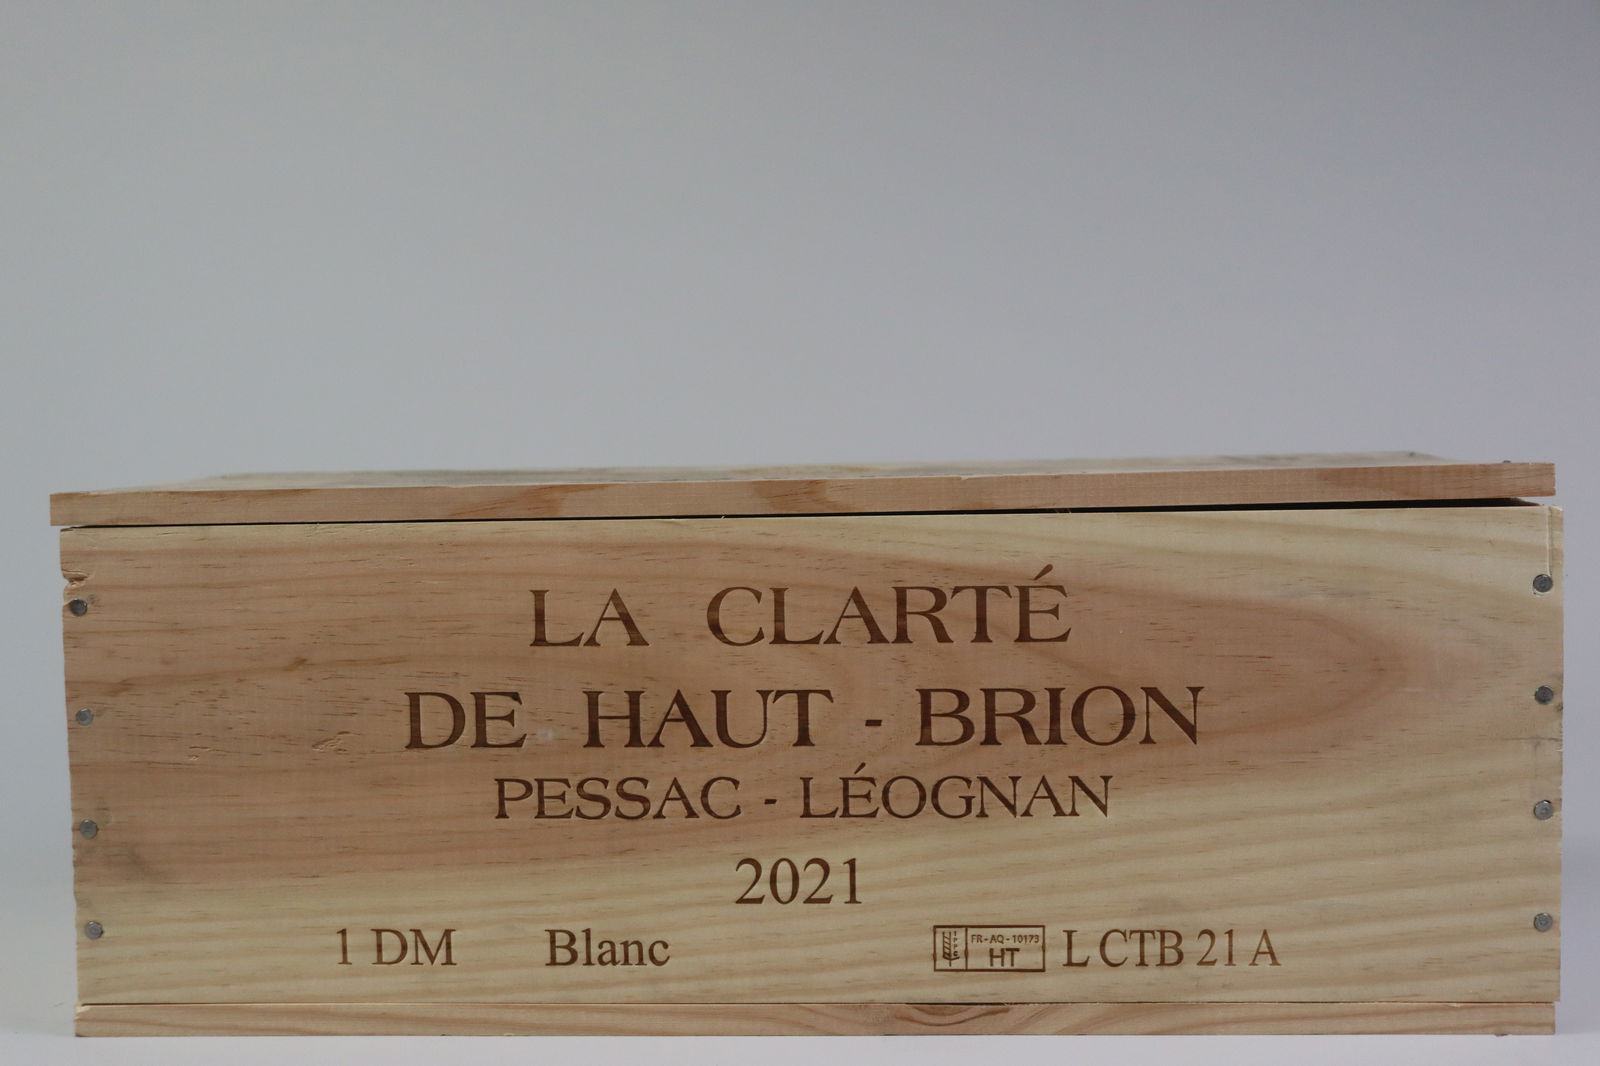 LA CLARTÉ
DE HAUT - BRION
PESSAC - LÉOGNAN
2021
1 DM Blanc FR - AQ - 10173 HT L CTB 21 A